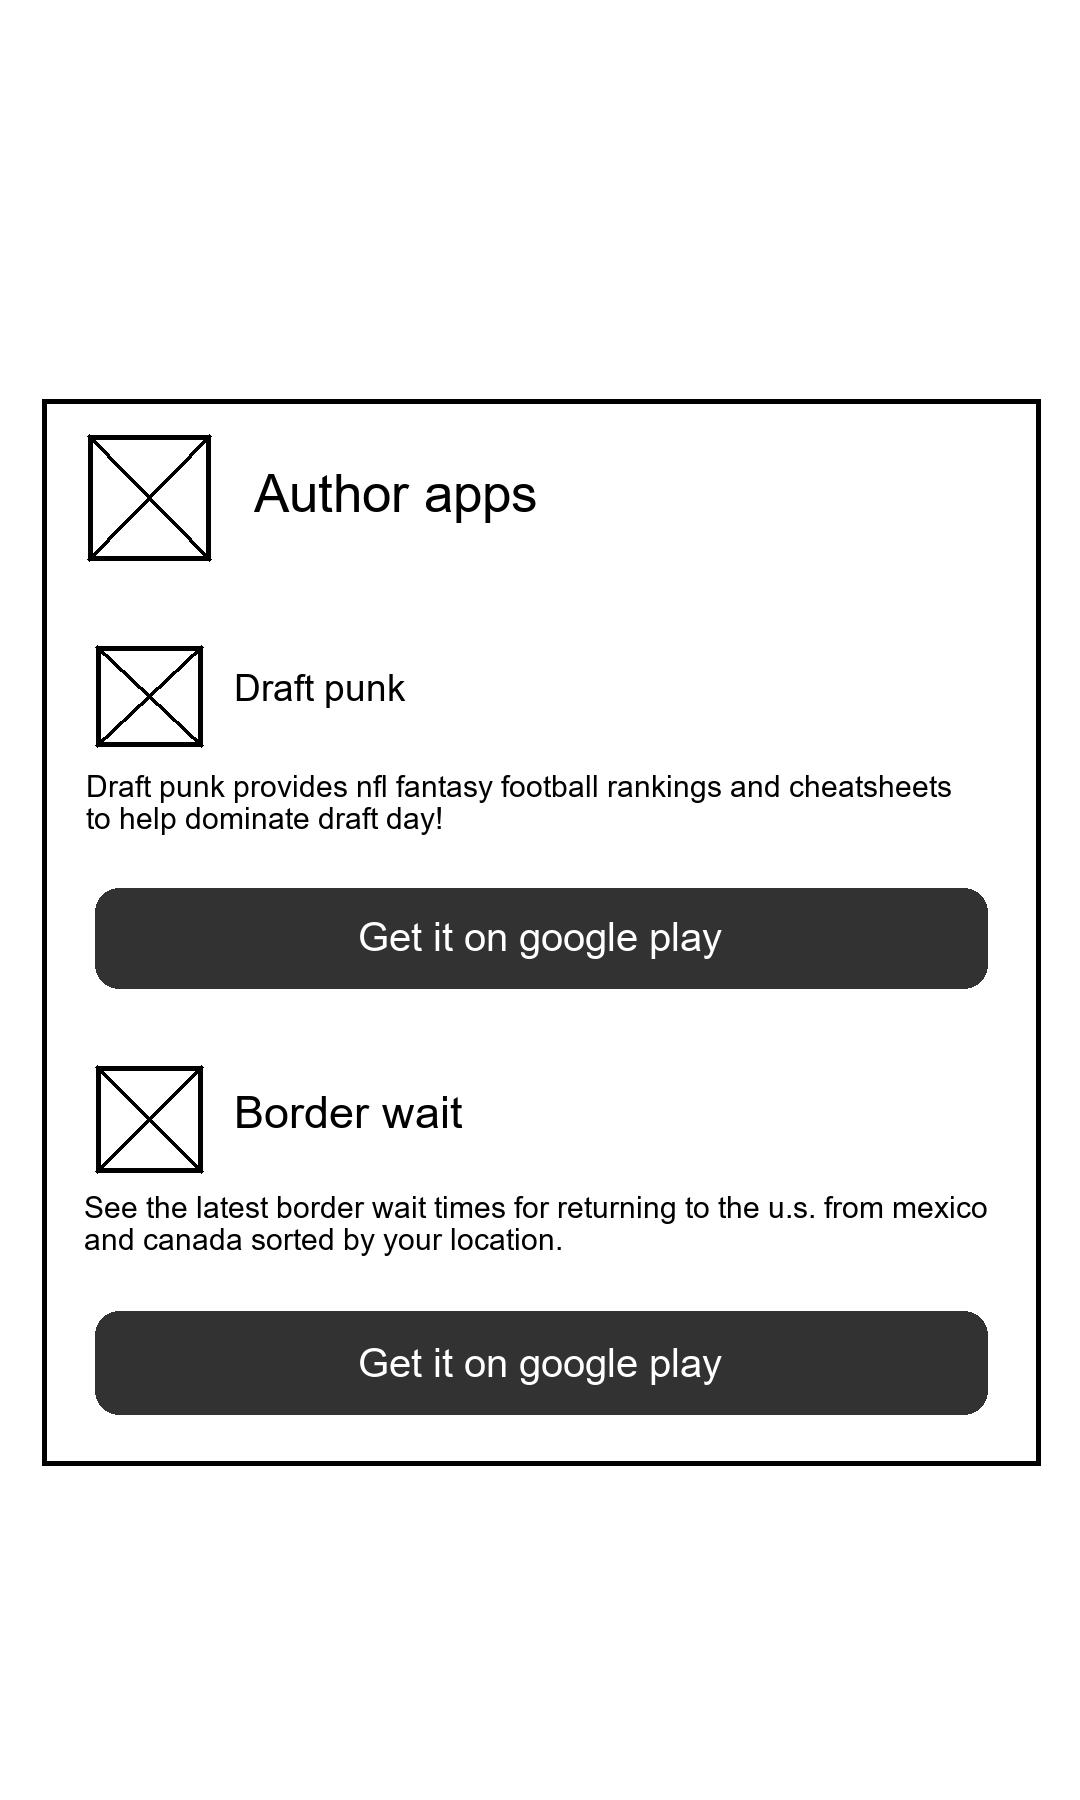 Author apps
Draft punk
Draft punk provides nfl fantasy football rankings and cheatsheets
to help dominate draft day!
Get it on google play
Border wait
See the latest border wait times for returning to the u.s. from mexico
and canada sorted by your location.
Get it on google play